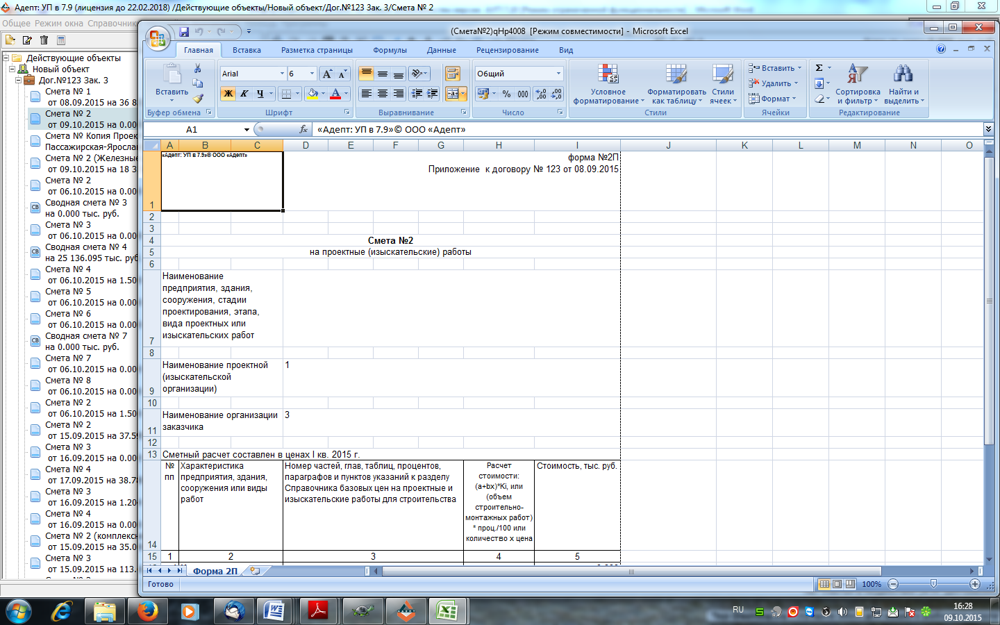 Адепт: УП в 7.9 (лицензия до 22.02.2018) /Действующие объекты/Новый объект/Дог.№123 Зак. 3/Смета № 2
Общее Режим окна Справочник
Действующие объекты
Новый объект
Дог.№123 Зак. 3
Смета № 1
от 08.09.2015 на 36 8
Смета № 2
от 09.10.2015 на 0.00
Смета № Копия Проек
Пассажирская-Яросла
Смета № 2 (Железные
от 09.10.2015 на 18 3
Смета № 2
от 06.10.2015 на 0.00
Сводная смета № 3
на 0.000 тыс. руб.
Смета № 3
от 06.10.2015 на 0.00
Сводная смета № 4
на 25 136.095 тыс. руб
Смета № 4
от 06.10.2015 на 1.50
Смета № 5
от 06.10.2015 на 0.00
Смета № 6
от 06.10.2015 на 0.00
Сводная смета № 7
на 0.000 тыс. руб.
Смета № 7
от 06.10.2015 на 0.00
Смета № 8
от 06.10.2015 на 0.00
Смета № 2
от 06.10.2015 на 1.50
Смета № 2
от 15.09.2015 на 37.59
Смета № 3
от 16.09.2015 на 0.00
Смета № 4
от 17.09.2015 на 38.78
Смета № 3
от 16.09.2015 на 1.20
Смета № 4
от 16.09.2015 на 0.00
Смета № 2 (комплекс
от 15.09.2015 на 35.0
Смета № 3
от 15.09.2015 на 113.
(Смета№2)qHp4008 [Режим совместимости] - Microsoft Excel
Главная Вставка Разметка страницы Формулы Данные Рецензирование Вид
Вставить
Буфер обмена
Arial 6
Ж К Ч
Шрифт
Выравнивание
Общий
% 000
Число
Условное форматирование
Форматировать как таблицу
Стили ячеек
Стили
Вставить
Удалить
Формат
Ячейки
Сортировка и фильтр
Найти и выделить
Редактирование
A1 fx «Адепт: УП в 7.9»© ООО «Адепт»
A B C D E F G H I J K L M N O
«Адепт: УП в 7.9»© ООО «Адепт»
форма №2П
Приложение к договору № 123 от 08.09.2015
1
2
3
4 Смета №2
5 на проектные (изыскательские) работы
6
Наименование
предприятия, здания,
сооружения, стадии
проектирования, этапа,
вида проектных или
7 изыскательских работ
8
Наименование проектной 1
(изыскательской
9 организации)
10
Наименование организации 3
11 заказчика
12
13 Сметный расчет составлен в ценах I кв. 2015 г.
№ пп
Характеристика
предприятия, здания,
сооружения или виды
работ
Номер частей, глав, таблиц, процентов,
параграфов и пунктов указаний к разделу
Справочника базовых цен на проектные и
изыскательские работы для строительства
Расчет
стоимости:
(a+bx)*Ki, или
(объем
строительно-
монтажных работ)
* проц./100 или
количество x цена
Стоимость, тыс. руб.
14
15 1 2 3 4 5
Форма 2П
Готово
100%
RU
16:28
09.10.2015